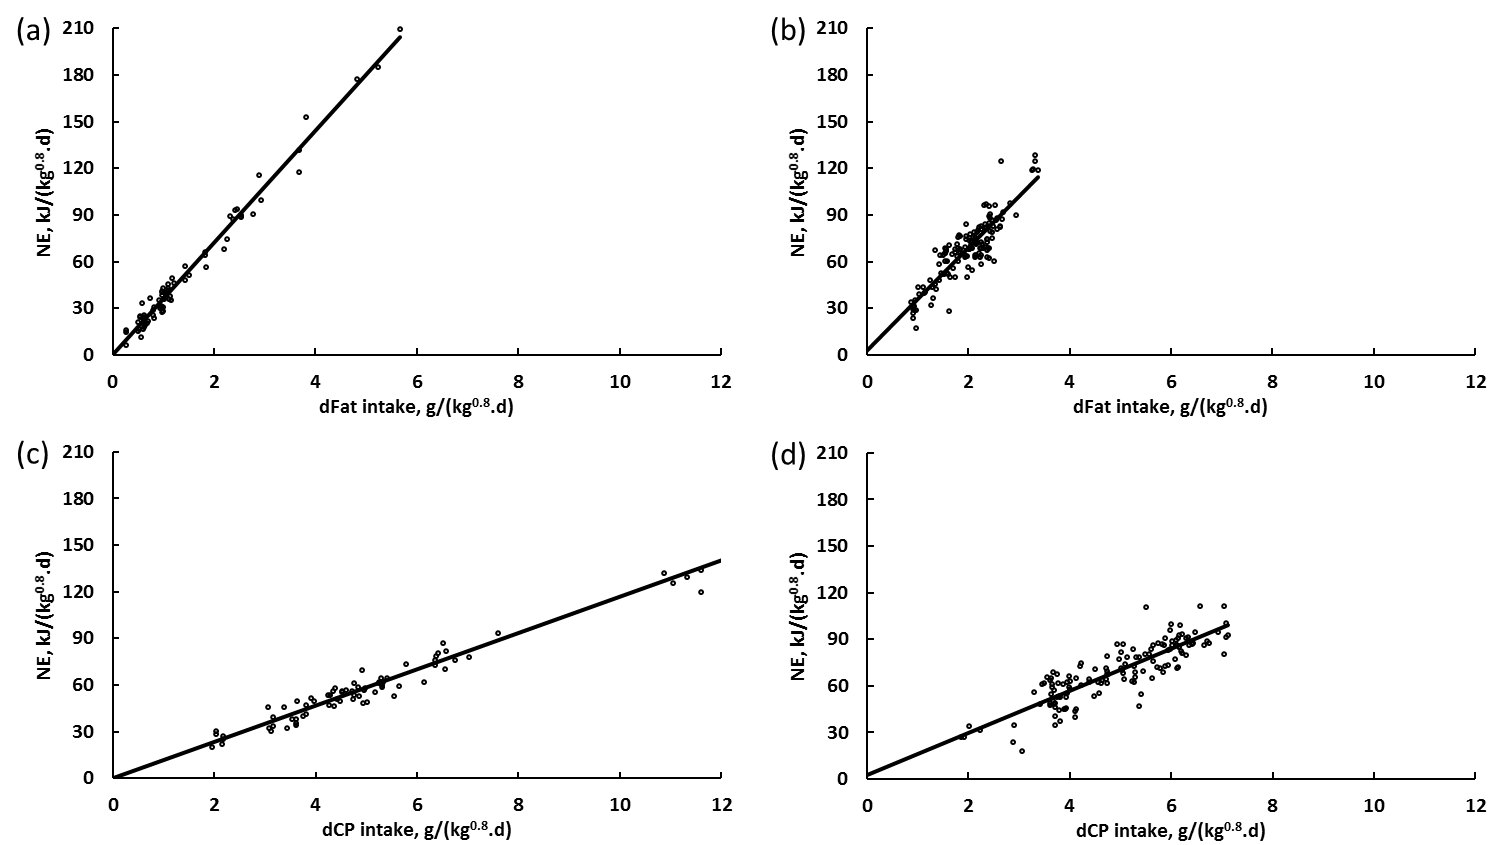 (a)
210
180
150
120
90
60
30
0
NE, kJ/(kg0.8.d)
0 2 4 6 8 10 12
dFat intake, g/(kg0.8.d)
(b)
210
180
150
120
90
60
30
0
NE, kJ/(kg0.8.d)
0 2 4 6 8 10 12
dFat intake, g/(kg0.8.d)
(c)
210
180
150
120
90
60
30
0
NE, kJ/(kg0.8.d)
0 2 4 6 8 10 12
dCP intake, g/(kg0.8.d)
(d)
210
180
150
120
90
60
30
0
NE, kJ/(kg0.8.d)
0 2 4 6 8 10 12
dCP intake, g/(kg0.8.d)